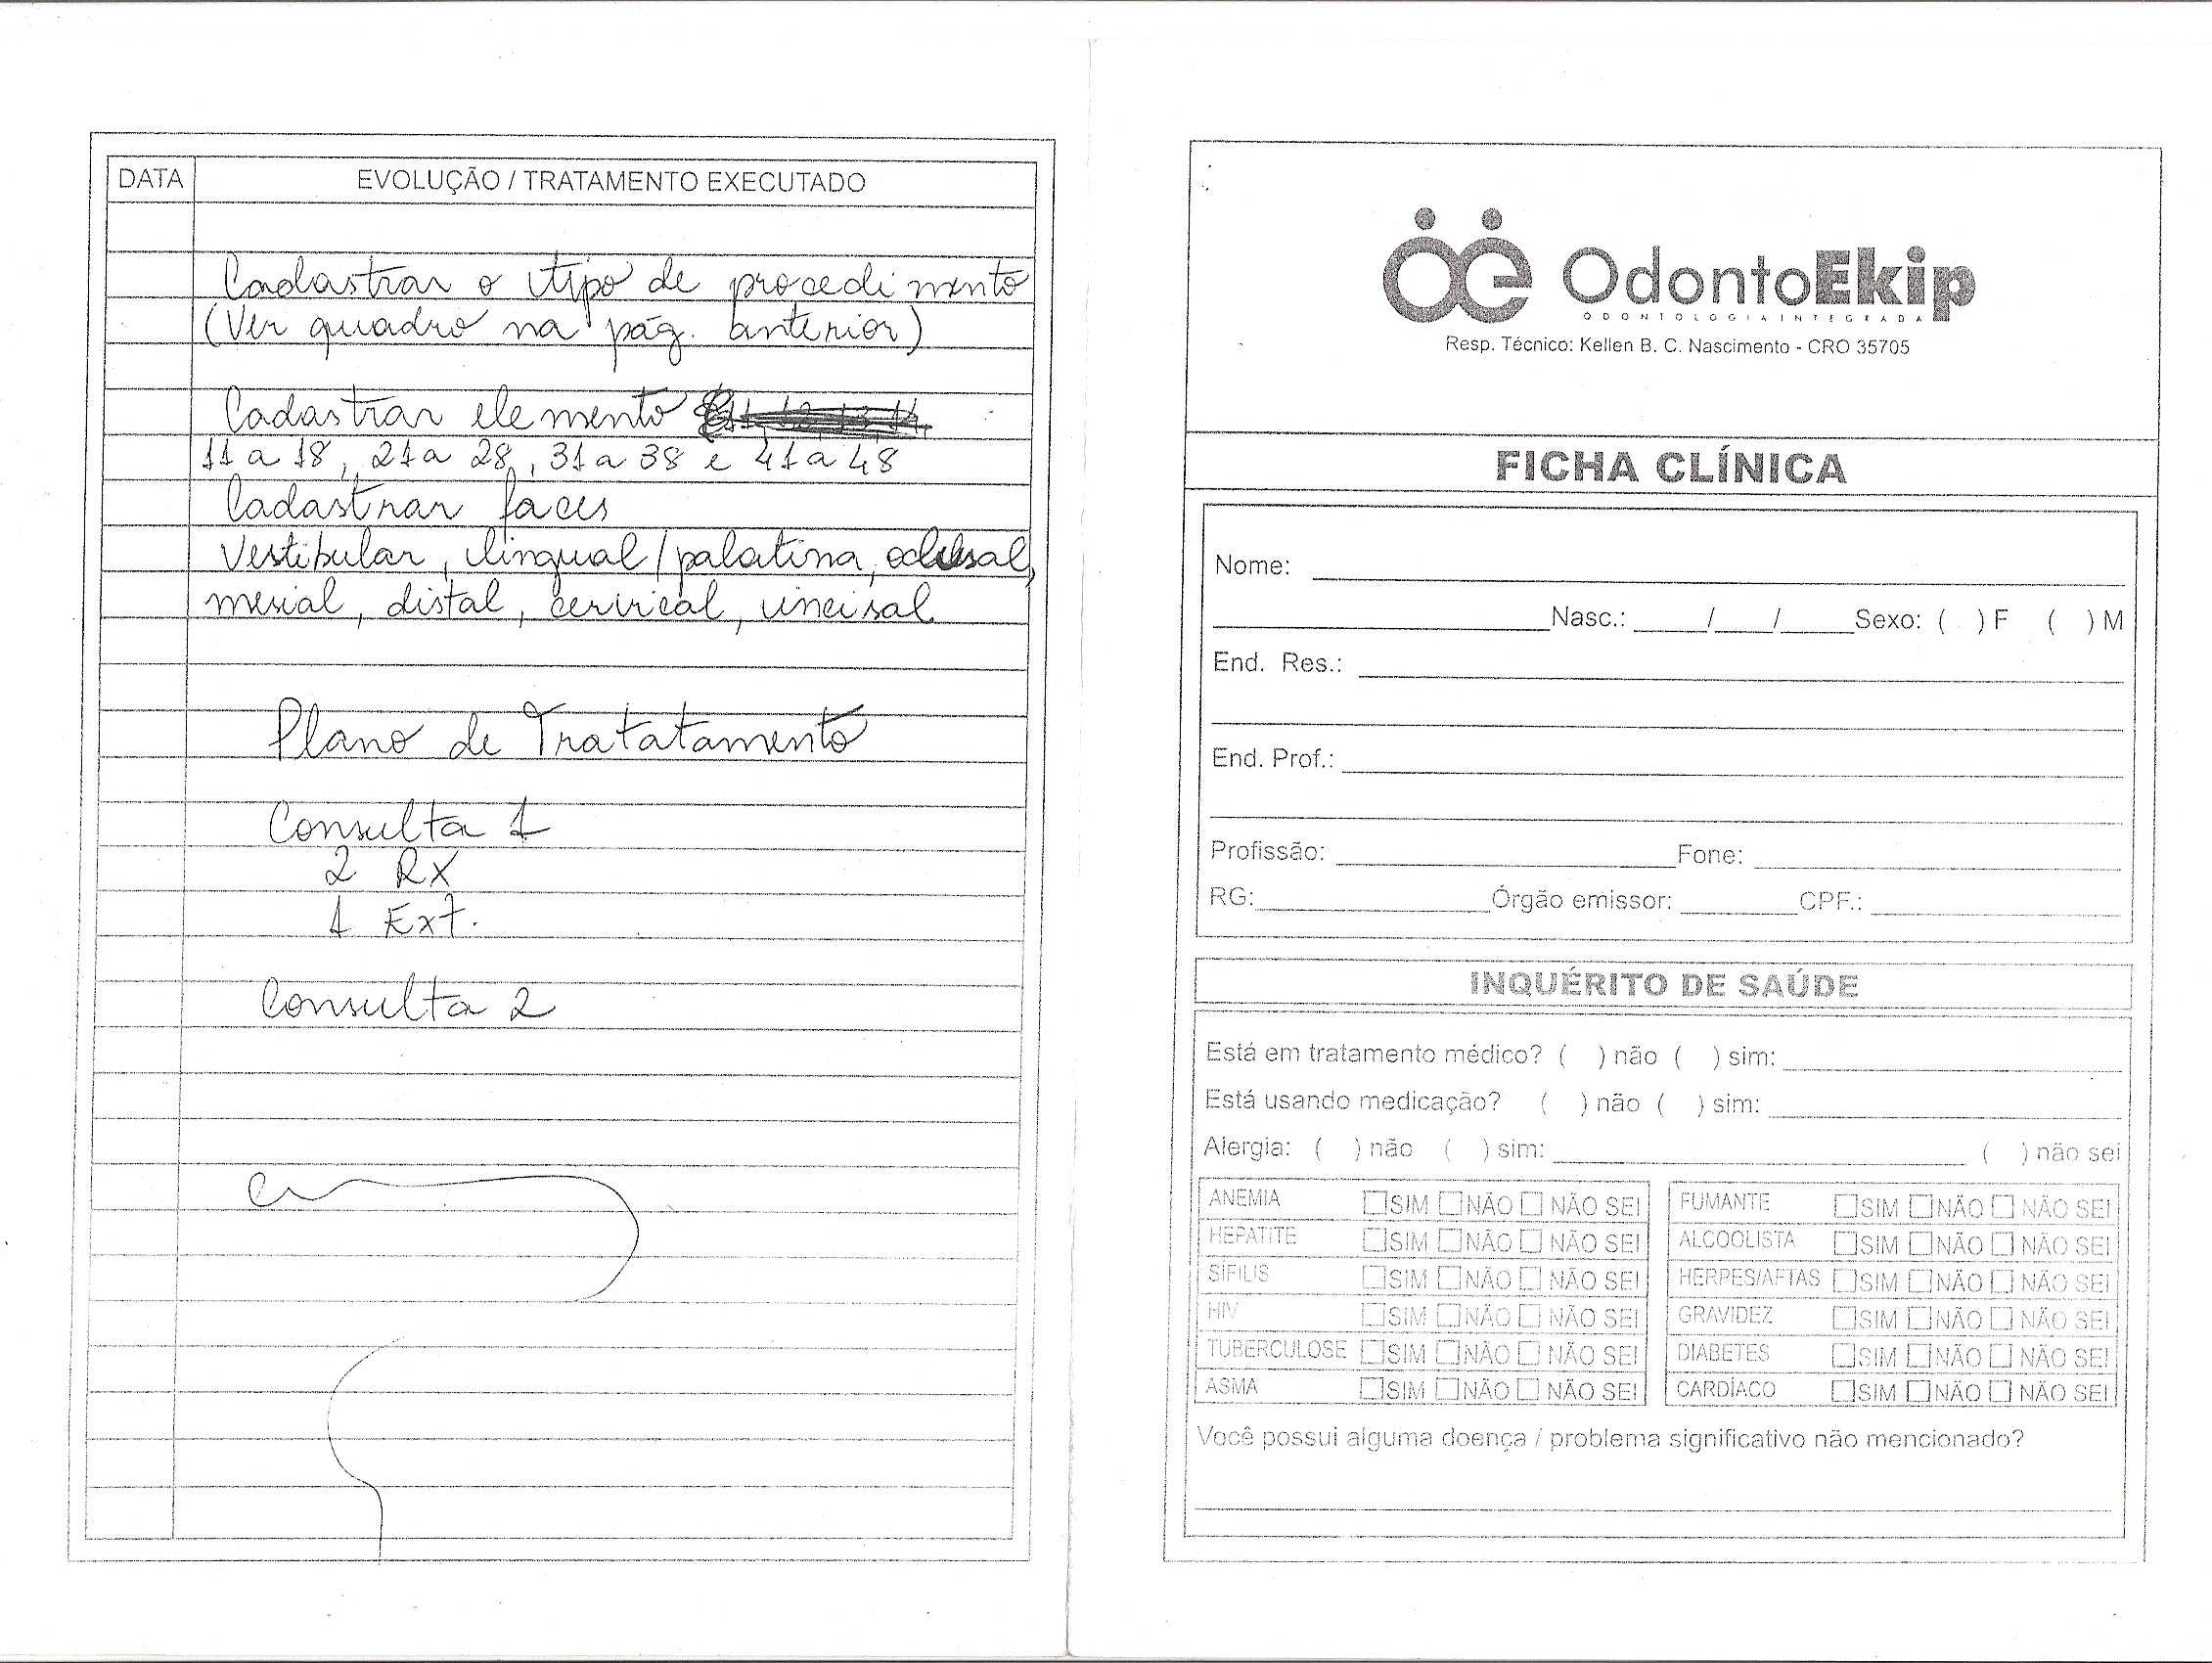 DATA EVOLUÇÃO / TRATAMENTO EXECUTADO
Cadastrar o tipo de procedimento
(Ver quadro na pág. anterior)
Cadastrar elemento
11 a 18, 21 a 28, 31 a 38 e 41 a 48
Cadastrar faces
Vestibular, lingual/palatina, oclusal,
mesial, distal, cervical, incisal
Plano de Tratatamento
Consulta 1
2 RX
1 Ext.
Consulta 2
œ OdontoEkip
ODONTOLOGIA INTEGRADA
Resp. Técnico: Kellen B. C. Nascimento - CRO 35705
FICHA CLÍNICA
Nome:
Nasc.: / / Sexo: ( ) F ( ) M
End. Res.:
End. Prof.:
Profissão: Fone:
RG: Órgão emissor: CPF.:
INQUÉRITO DE SAÚDE
Está em tratamento médico? ( ) não ( ) sim:
Está usando medicação? ( ) não ( ) sim:
Alergia: ( ) não ( ) sim: ( ) não sei
ANEMIA SIM NÃO NÃO SEI FUMANTE SIM NÃO NÃO SEI
HEPATITE SIM NÃO NÃO SEI ALCOOLISTA SIM NÃO NÃO SEI
SÍFILIS SIM NÃO NÃO SEI HERPES/AFTAS SIM NÃO NÃO SEI
HIV SIM NÃO NÃO SEI GRAVIDEZ SIM NÃO NÃO SEI
TUBERCULOSE SIM NÃO NÃO SEI DIABETES SIM NÃO NÃO SEI
ASMA SIM NÃO NÃO SEI CARDÍACO SIM NÃO NÃO SEI
Você possui alguma doença / problema significativo não mencionado?